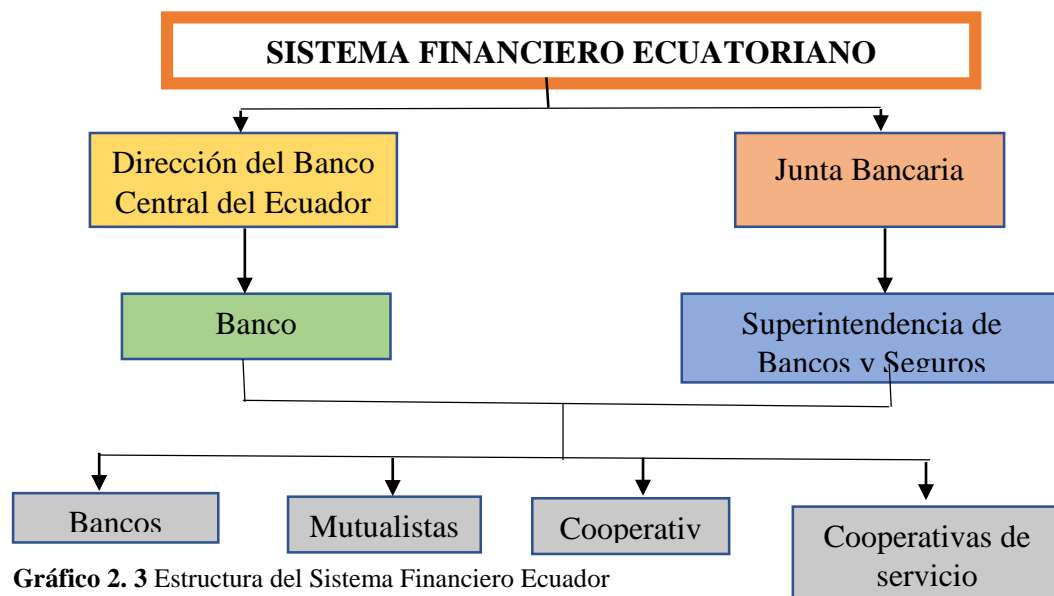 SISTEMA FINANCIERO ECUATORIANO
Dirección del Banco
Central del Ecuador
Junta Bancaria
Banco
Superintendencia de
Bancos y Seguros
Bancos
Mutualistas
Cooperativ
Cooperativas de
servicio
Gráfico 2. 3 Estructura del Sistema Financiero Ecuador